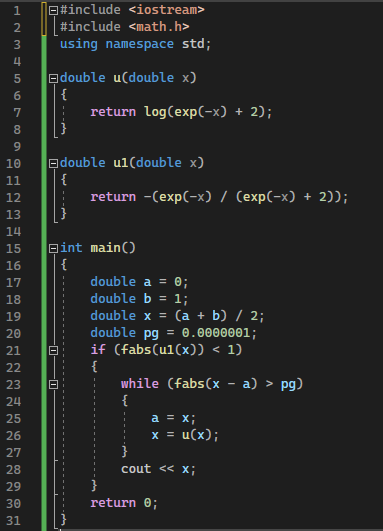 1 #include <iostream>
2 #include <math.h>
3 using namespace std;
4
5 double u(double x)
6 {
7     return log(exp(-x) + 2);
8 }
9
10 double u1(double x)
11 {
12     return -(exp(-x) / (exp(-x) + 2));
13 }
14
15 int main()
16 {
17     double a = 0;
18     double b = 1;
19     double x = (a + b) / 2;
20     double pg = 0.0000001;
21     if (fabs(u1(x)) < 1)
22     {
23         while (fabs(x - a) > pg)
24         {
25             a = x;
26             x = u(x);
27         }
28         cout << x;
29     }
30     return 0;
31 }